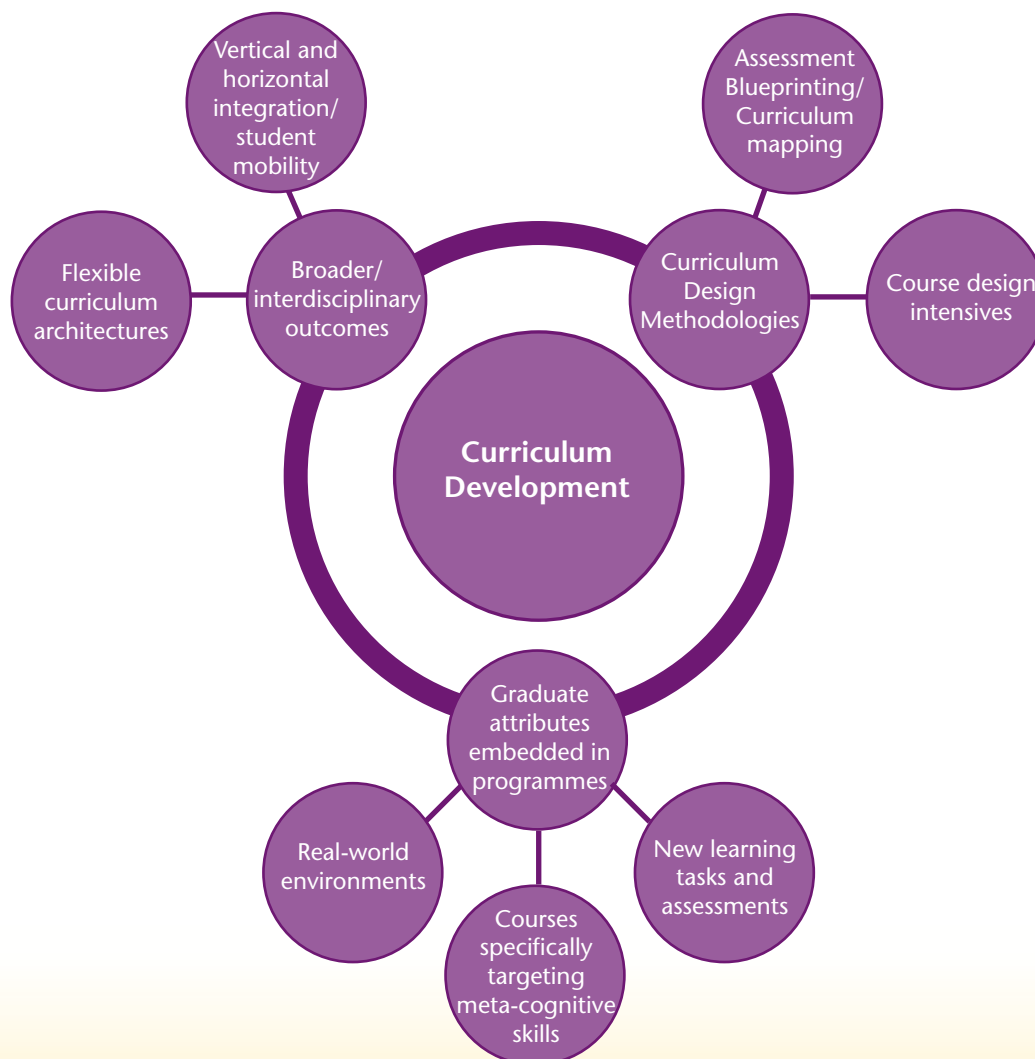 Vertical and
horizontal
integration/
student
mobility
Assessment
Blueprinting/
Curriculum
mapping
Flexible
curriculum
architectures
Broader/
interdisciplinary
outcomes
Curriculum
Design
Methodologies
Course design
intensives
Curriculum
Development
Graduate
attributes
embedded in
programmes
Real-world
environments
Courses
specifically
targeting
meta-cognitive
skills
New learning
tasks and
assessments